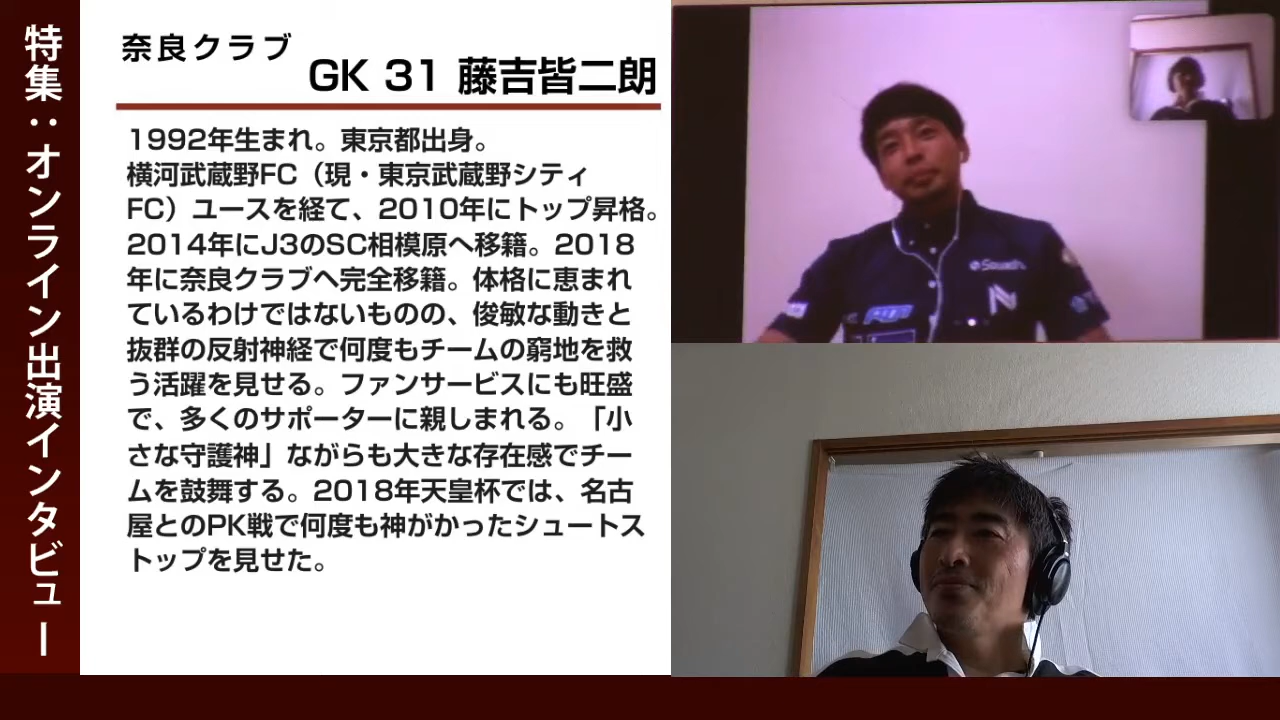 特集：オンライン出演インタビュー
奈良クラブ
GK 31 藤吉皆二朗
1992年生まれ。東京都出身。
横河武蔵野FC（現・東京武蔵野シティ
FC）ユースを経て、2010年にトップ昇格。
2014年にJ3のSC相模原へ移籍。2018
年に奈良クラブへ完全移籍。体格に恵まれ
ているわけではないものの、俊敏な動きと
抜群の反射神経で何度もチームの窮地を救
う活躍を見せる。ファンサービスにも旺盛
で、多くのサポーターに親しまれる。「小
さな守護神」ながらも大きな存在感でチー
ムを鼓舞する。2018年天皇杯では、名古
屋とのPK戦で何度も神がかったシュートス
トップを見せた。
Squadh